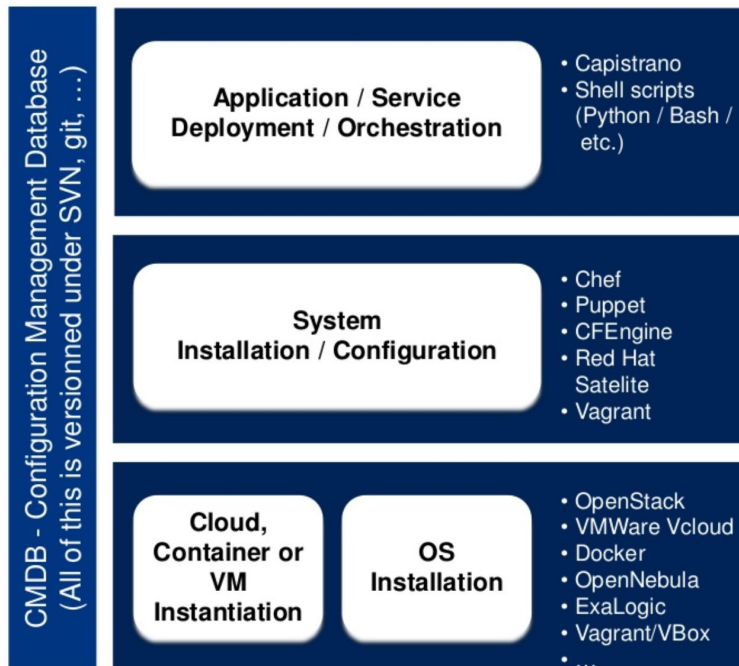 CMDB - Configuration Management Database
(All of this is versionned under SVN, git, ...)
Application / Service
Deployment / Orchestration
• Capistrano
• Shell scripts
(Python / Bash /
etc.)
System
Installation / Configuration
• Chef
• Puppet
• CFEngine
• Red Hat
Satelite
• Vagrant
Cloud,
Container or
VM
Instantiation
OS
Installation
• OpenStack
• VMWare Vcloud
• Docker
• OpenNebula
• ExaLogic
• Vagrant/VBox
• ...